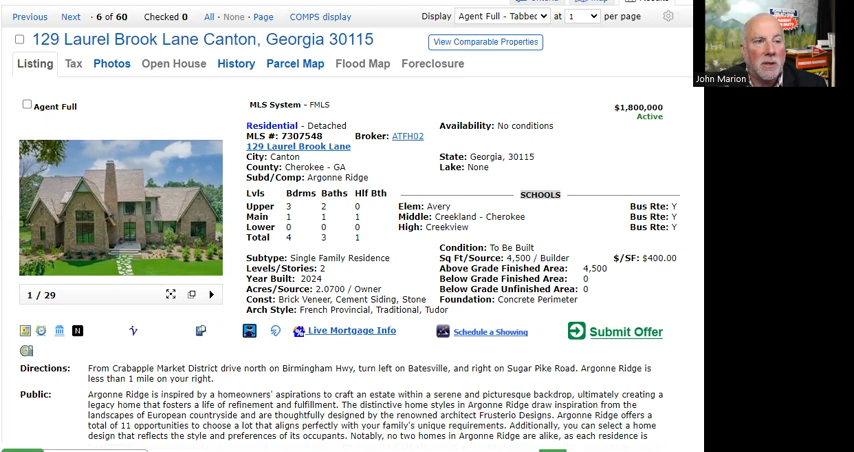 Previous Next · 6 of 60 Checked 0 All · None · Page COMPS display Display Agent Full - Tabbec at 1 per page
129 Laurel Brook Lane Canton, Georgia 30115 View Comparable Properties
Listing Tax Photos Open House History Parcel Map Flood Map Foreclosure
John Marion
Agent Full MLS System - FMLS $1,800,000
Active
Residential - Detached Availability: No conditions
MLS #: 7307548 Broker: ATFH02
129 Laurel Brook Lane
City: Canton State: Georgia, 30115
County: Cherokee - GA Lake: None
Subd/Comp: Argonne Ridge
Lvls Bdrms Baths Hlf Bth SCHOOLS
Upper 3 2 0 Elem: Avery Bus Rte: Y
Main 1 1 1 Middle: Creekland - Cherokee Bus Rte: Y
Lower 0 0 0 High: Creekview Bus Rte: Y
Total 4 3 1
Condition: To Be Built
Subtype: Single Family Residence Sq Ft/Source: 4,500 / Builder $/SF: $400.00
Levels/Stories: 2 Above Grade Finished Area: 4,500
Year Built: 2024 Below Grade Finished Area: 0
Acres/Source: 2.0700 / Owner Below Grade Unfinished Area: 0
Const: Brick Veneer, Cement Siding, Stone Foundation: Concrete Perimeter
Arch Style: French Provincial, Traditional, Tudor
1 / 29
N Live Mortgage Info Schedule a Showing Submit Offer
Directions: From Crabapple Market District drive north on Birmingham Hwy, turn left on Batesville, and right on Sugar Pike Road. Argonne Ridge is
less than 1 mile on your right.
Public: Argonne Ridge is inspired by a homeowners' aspirations to craft an estate within a serene and picturesque backdrop, ultimately creating a
legacy home that fosters a life of refinement and fulfillment. The distinctive home styles in Argonne Ridge draw inspiration from the
landscapes of European countryside and are thoughtfully designed by the renowned architect Frusterio Designs. Argonne Ridge offers a
total of 11 opportunities to choose a lot that aligns perfectly with your family's unique requirements. Additionally, you can select a home
design that reflects the style and preferences of its occupants. Notably, no two homes in Argonne Ridge are alike, as each residence is